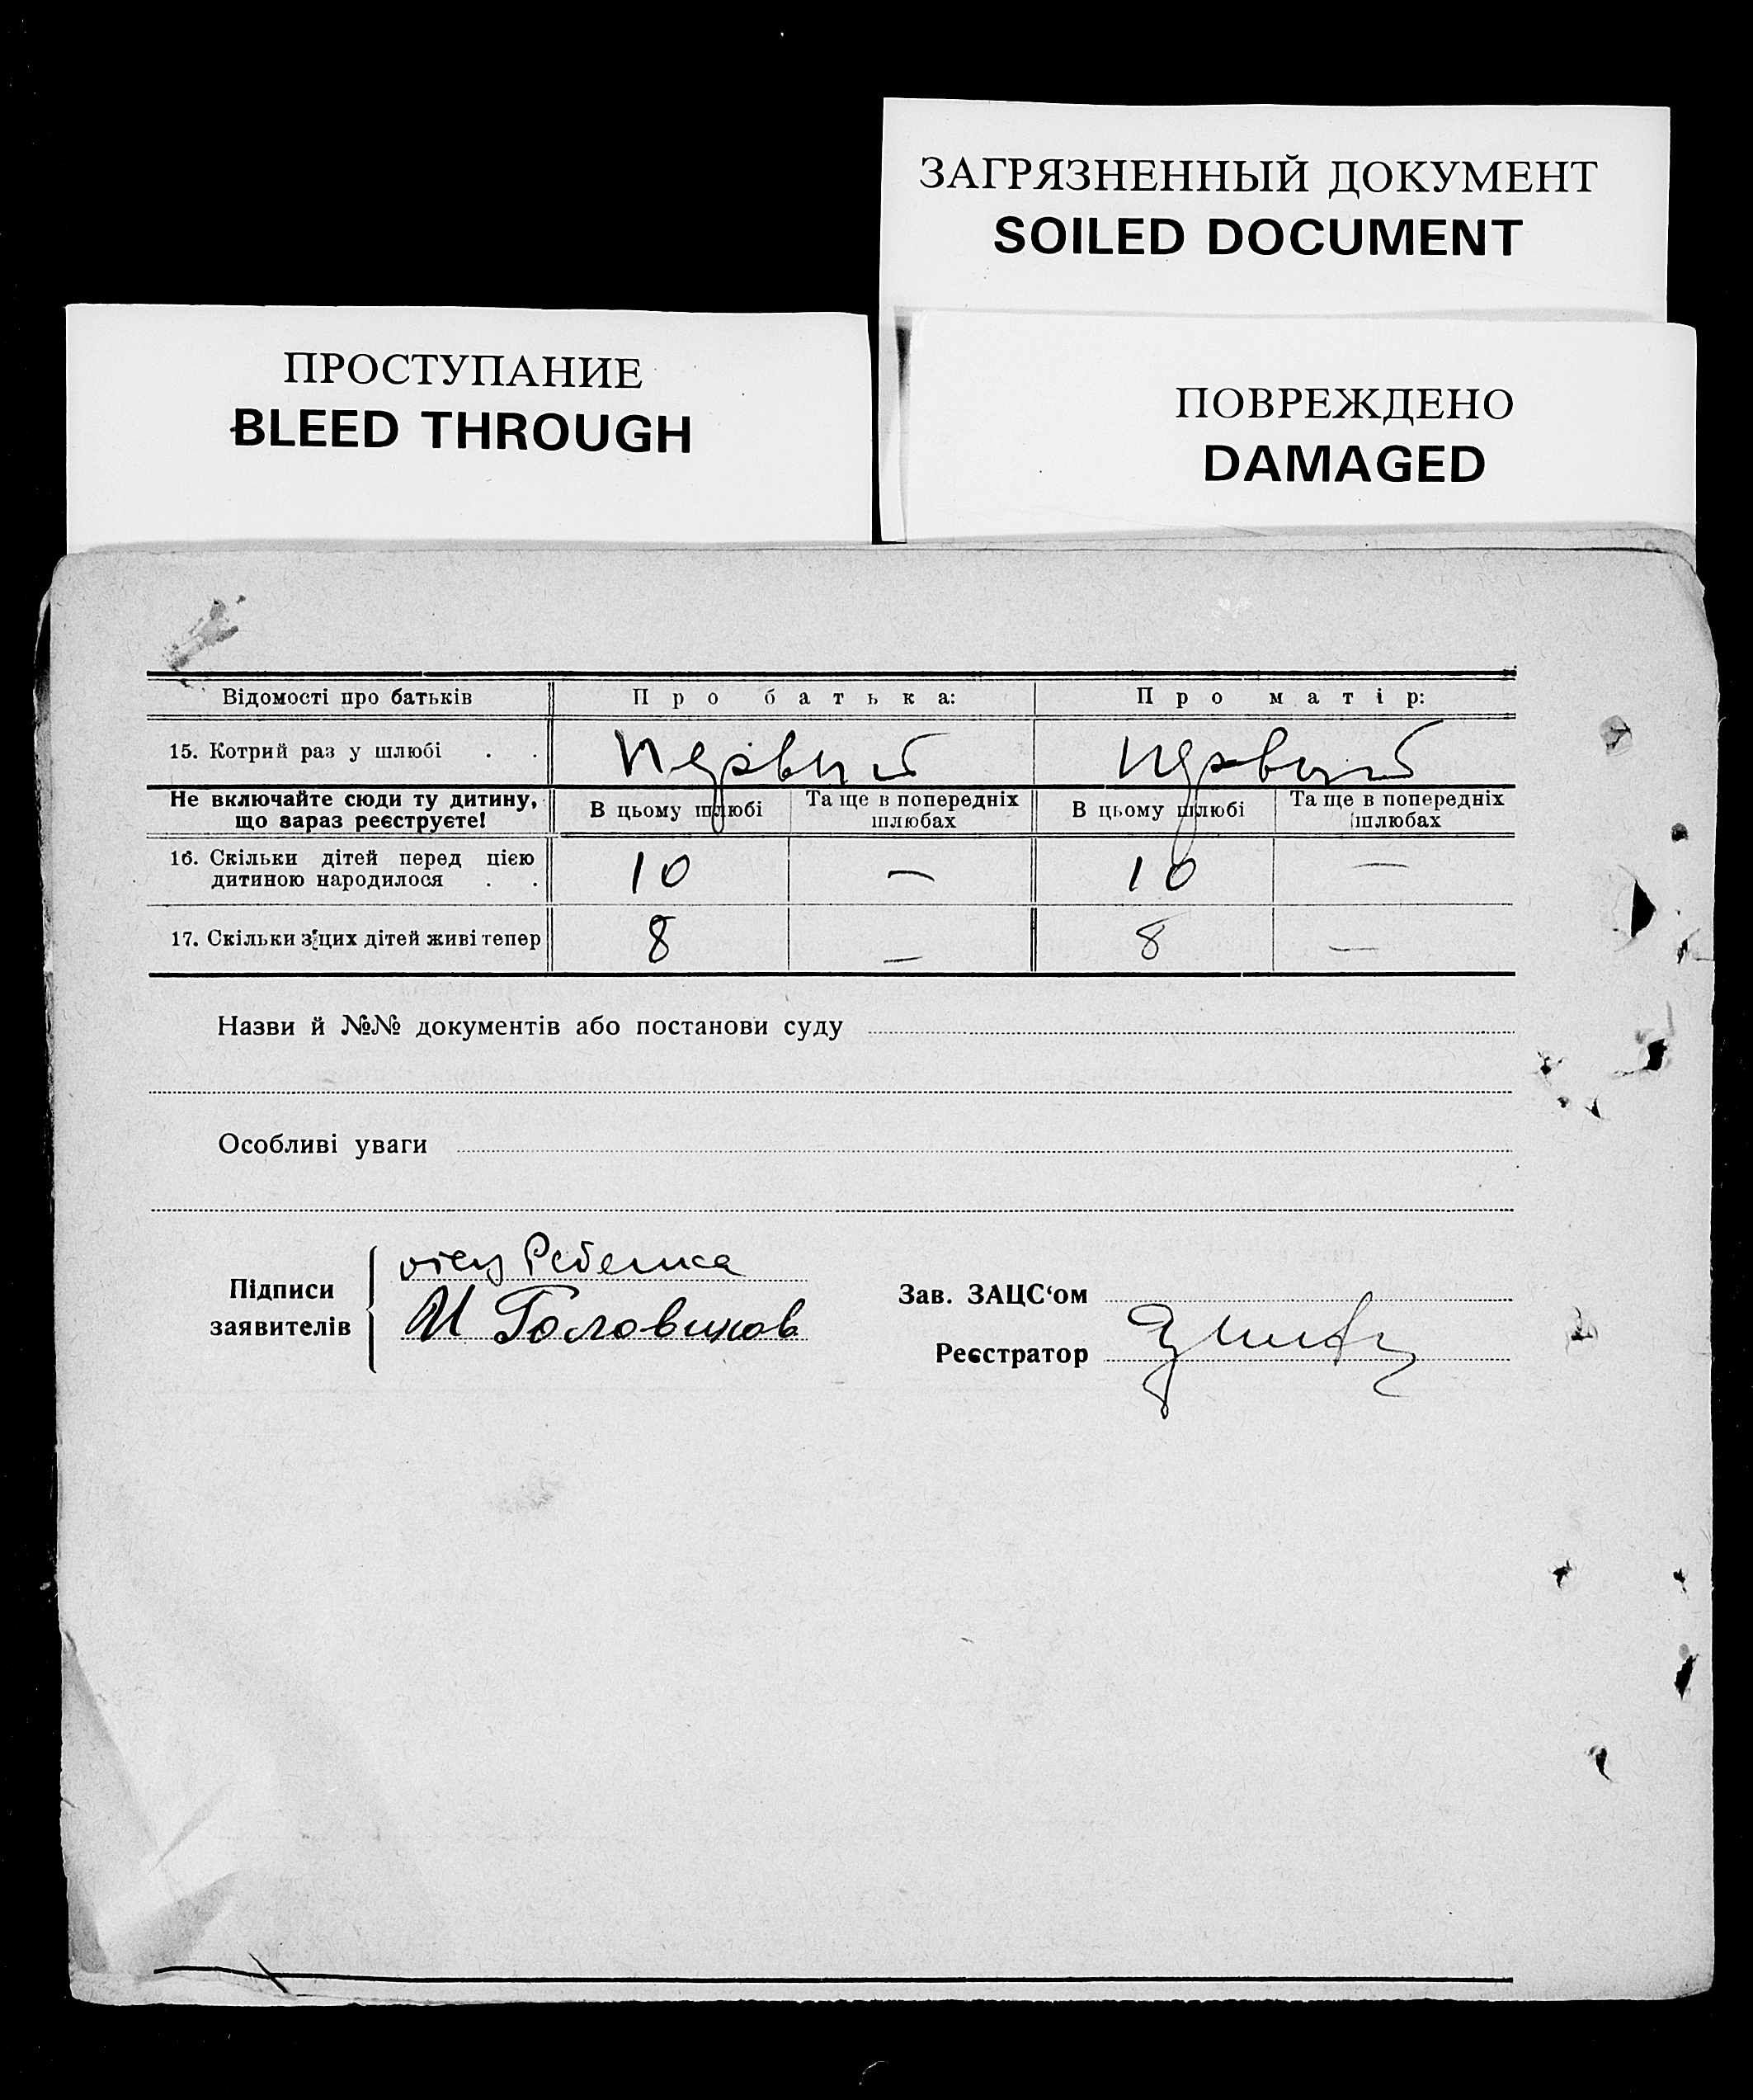 ЗАГРЯЗНЕННЫЙ ДОКУМЕНТ
SOILED DOCUMENT
ПРОСТУПАНИЕ
BLEED THROUGH
ПОВРЕЖДЕНО
DAMAGED
Відомості про батьків Про батька: Про матір:
15. Котрий раз у шлюбі . . Первый Первый
Не включайте сюди ту дитину, що зараз реєструєте! В цьому шлюбі Та ще в попередніх шлюбах В цьому шлюбі Та ще в попередніх шлюбах
16. Скільки дітей перед цією дитиною народилося . . 10 — 10 —
17. Скільки з цих дітей живі тепер 8 — 8 —
Назви й №№ документів або постанови суду
Особливі уваги
Підписи заявителів
отец Ребенка
И Головинов
Зав. ЗАЦС‘ом
Реєстратор